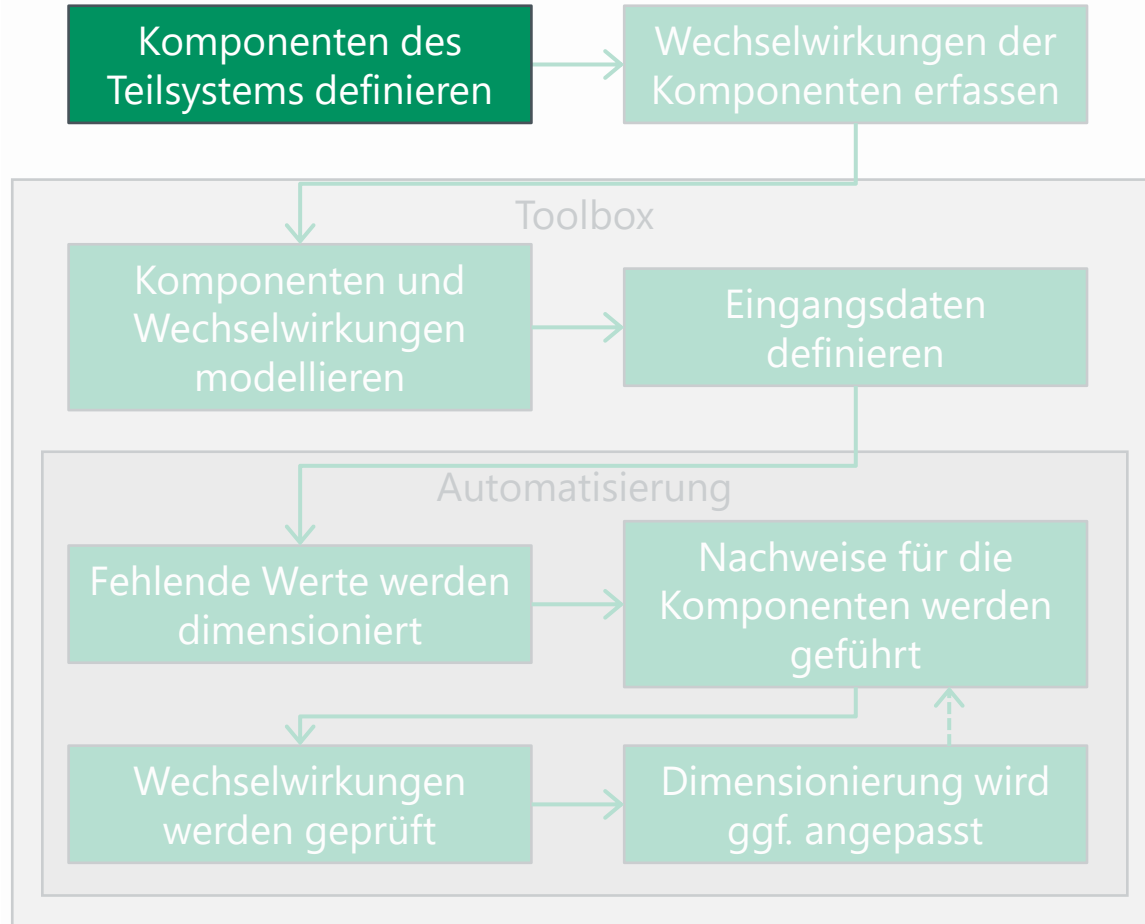 Komponenten des
Teilsystems definieren
Wechselwirkungen der
Komponenten erfassen
Toolbox
Komponenten und
Wechselwirkungen
modellieren
Eingangsdaten
definieren
Automatisierung
Fehlende Werte werden
dimensioniert
Nachweise für die
Komponenten werden
geführt
Wechselwirkungen
werden geprüft
Dimensionierung wird
ggf. angepasst